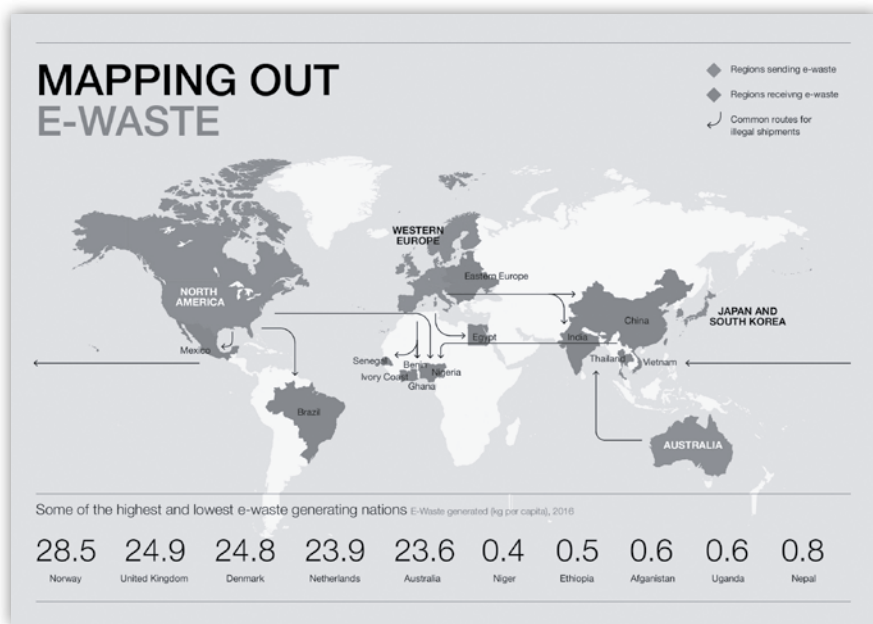 MAPPING OUT
E-WASTE
Regions sending e-waste
Regions receivng e-waste
Common routes for
illegal shipments
WESTERN
EUROPE
Eastern Europe
NORTH
AMERICA
JAPAN AND
SOUTH KOREA
China
Mexico
Egypt
India
Senegal
Benin
Nigeria
Thailand
Vietnam
Ivory Coast
Ghana
Brazil
AUSTRALIA
Some of the highest and lowest e-waste generating nations E-Waste generated (kg per capita), 2016
28.5 24.9 24.8 23.9 23.6 0.4 0.5 0.6 0.6 0.8
Norway United Kingdom Denmark Netherlands Australia Niger Ethiopia Afganistan Uganda Nepal